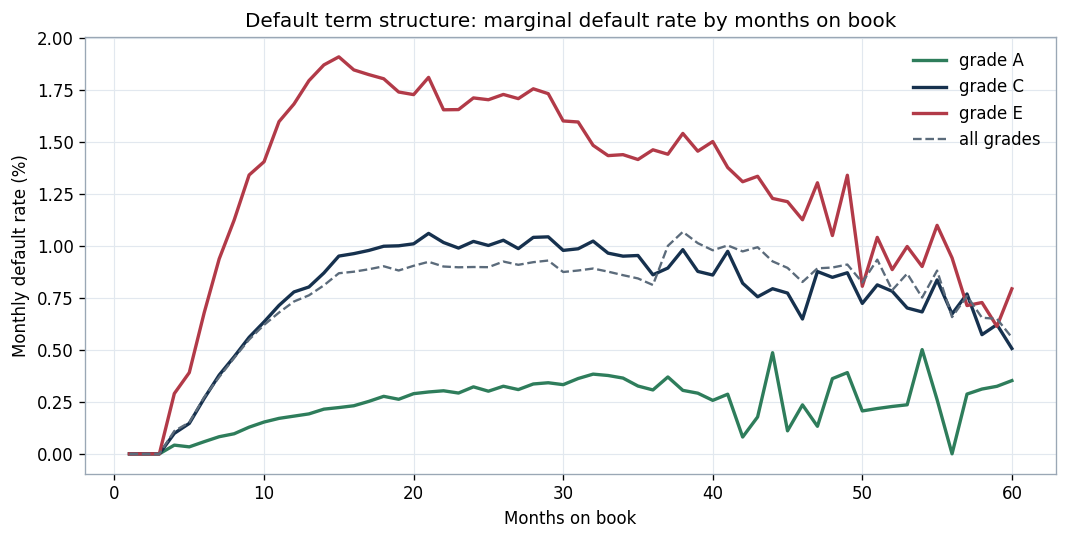 Default term structure: marginal default rate by months on book
Monthly default rate (%)
2.00
1.75
1.50
1.25
1.00
0.75
0.50
0.25
0.00
grade A
grade C
grade E
all grades
0 10 20 30 40 50 60
Months on book